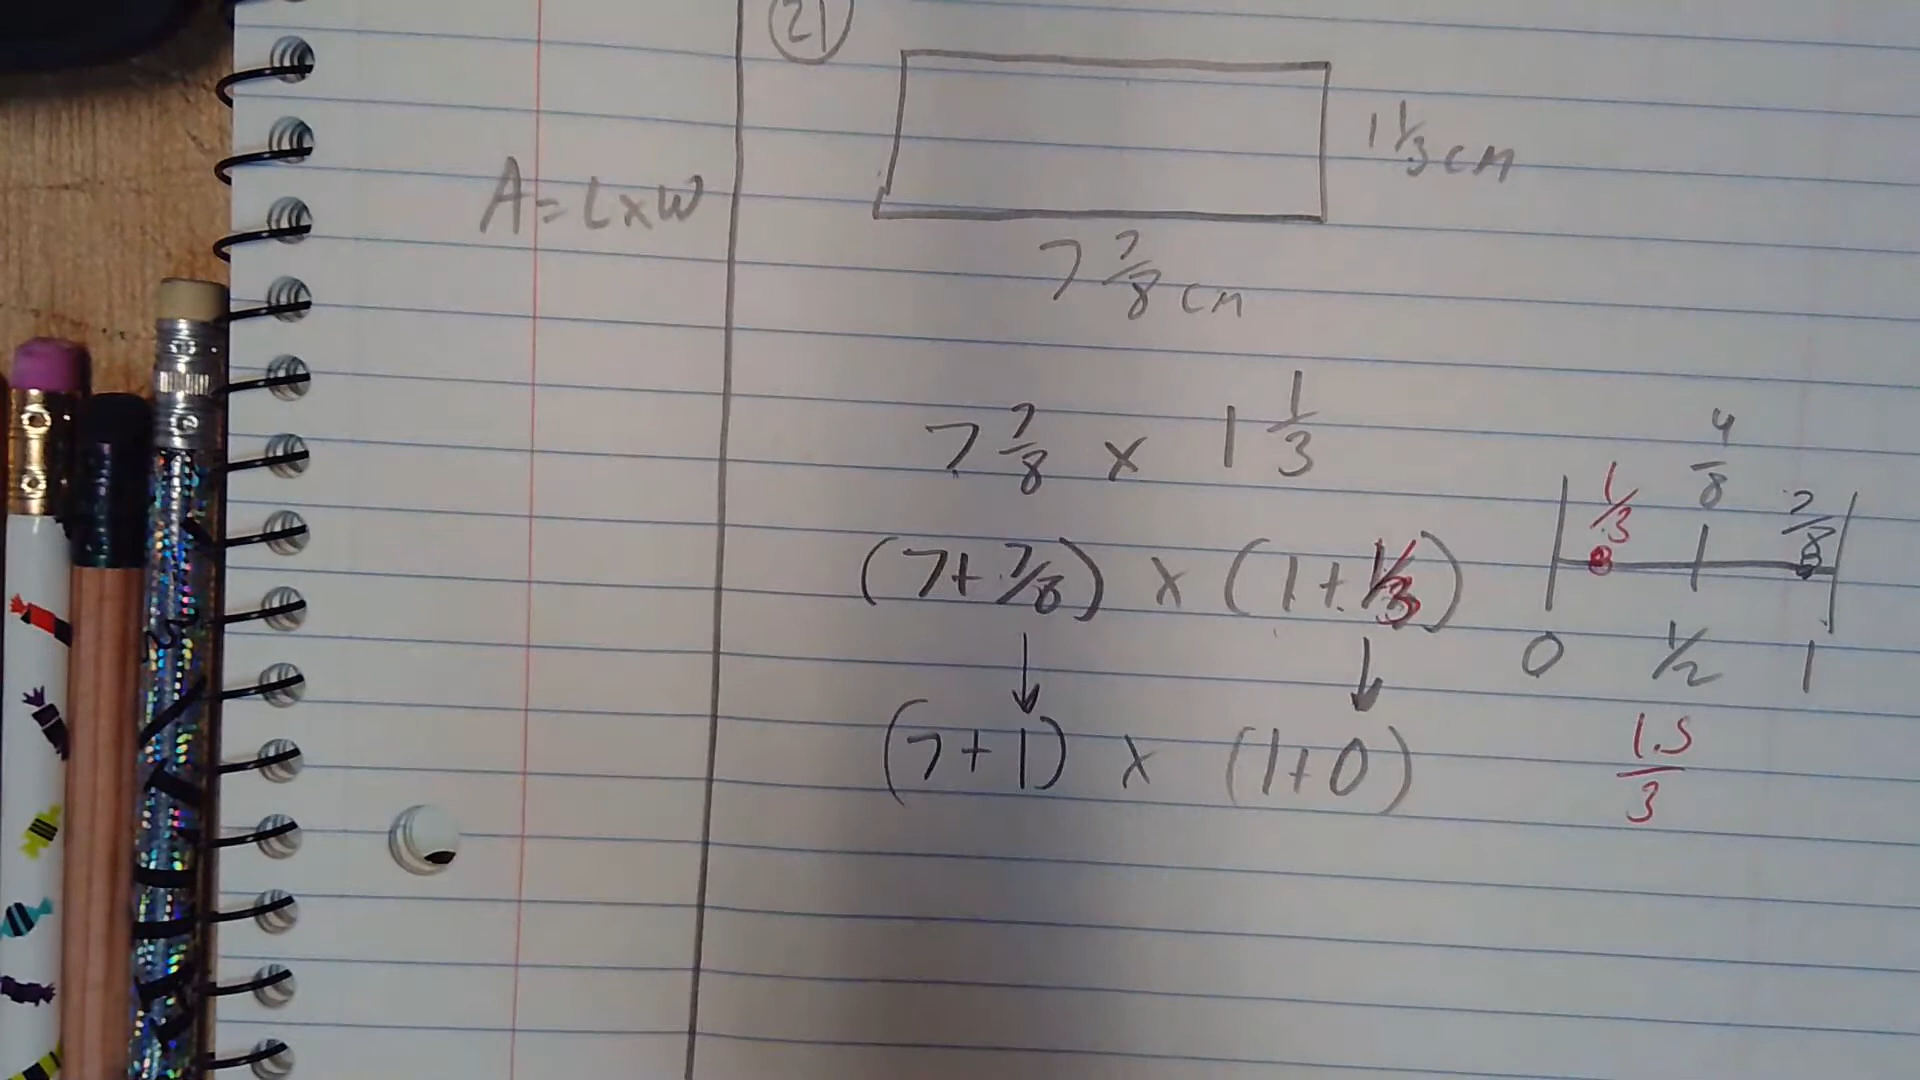 21
1 1/3 cm
A = L x W
7 7/8 cm
7 7/8 x 1 1/3
(7 + 7/8) x (1 + 1/3)
(7 + 1) x (1 + 0)
4/8
1/3 7/8
0 1/2 1
1.5/3